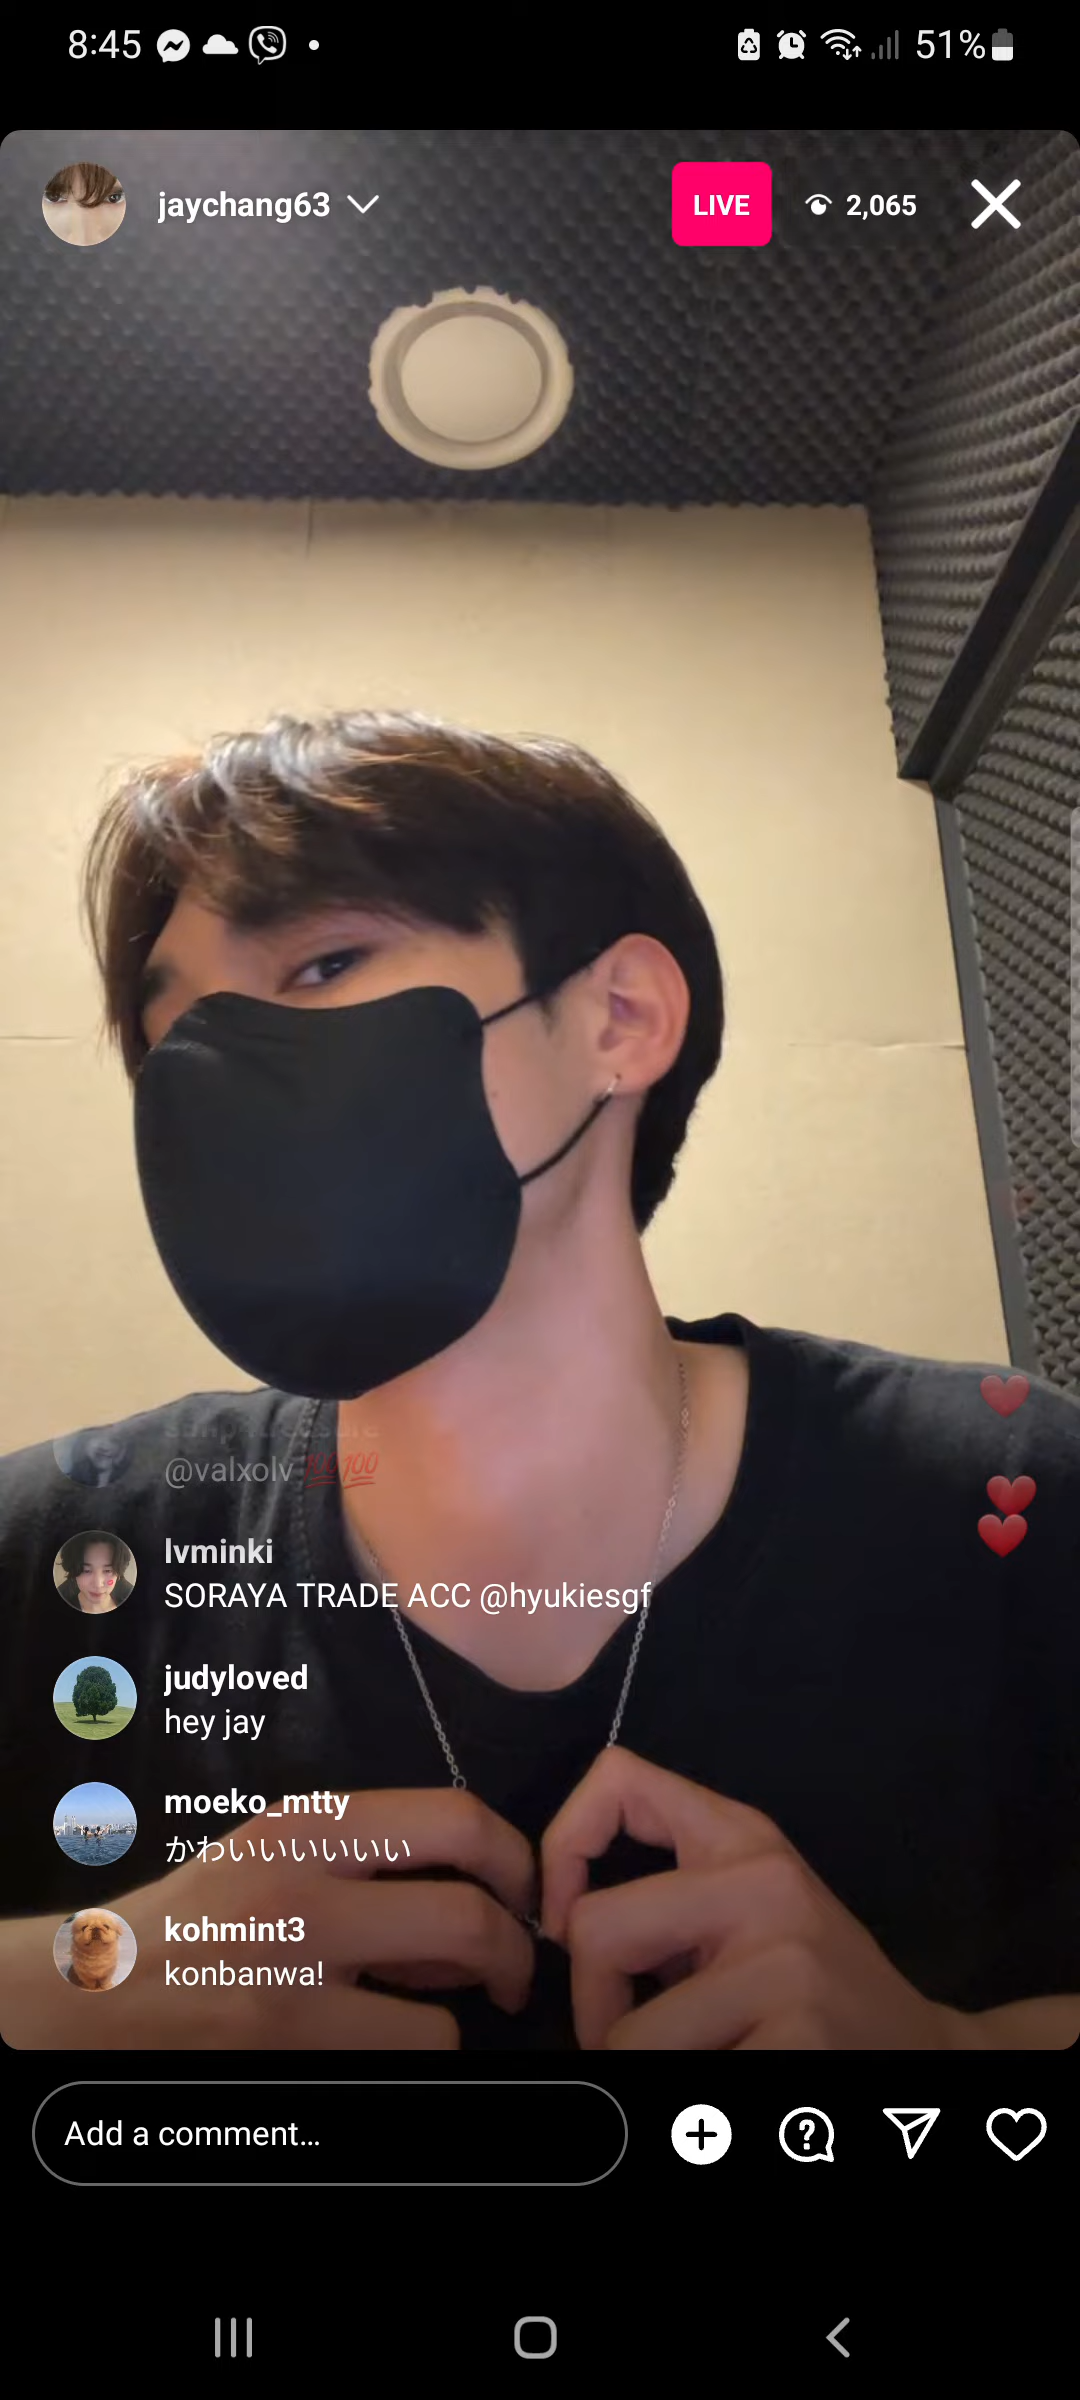 8:45
51%
jaychang63
LIVE
2,065
@valxolv 💯💯
lvminki
SORAYA TRADE ACC @hyukiesgf
judyloved
hey jay
moeko_mtty
かわいいいいいい
kohmint3
konbanwa!
Add a comment...